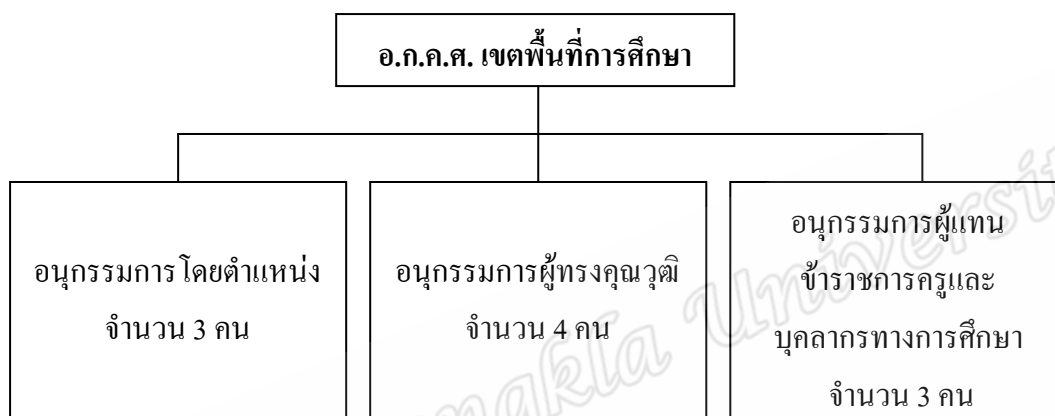 อ.ก.ค.ศ. เขตพื้นที่การศึกษา
อนุกรรมการโดยตำแหน่ง
จำนวน 3 คน
อนุกรรมการผู้ทรงคุณวุฒิ
จำนวน 4 คน
อนุกรรมการผู้แทน
ข้าราชการครูและ
บุคลากรทางการศึกษา
จำนวน 3 คน